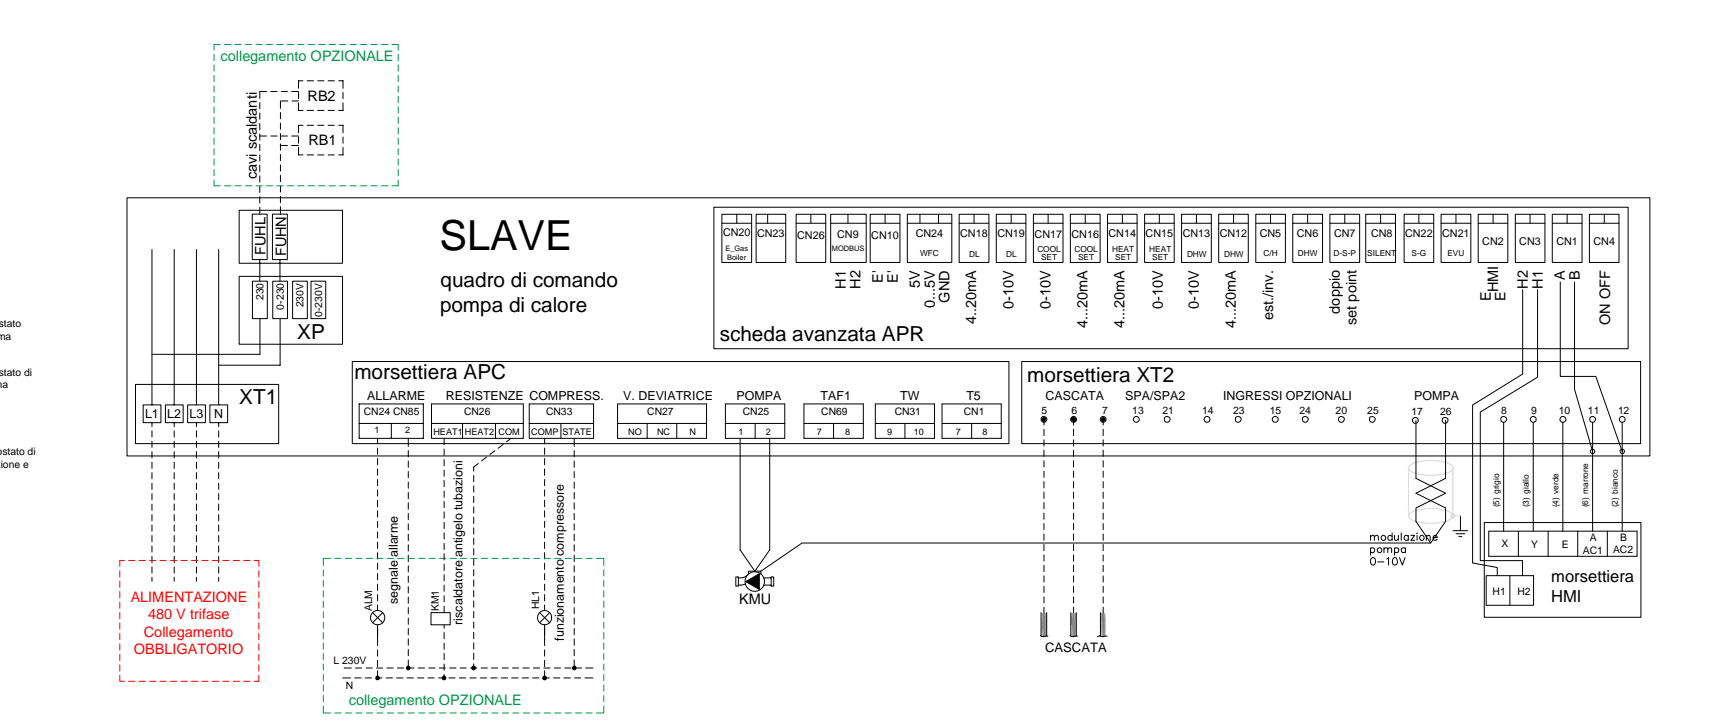 collegamento OPZIONALE
RB2
RB1
cavi scaldanti
FUHL
FUHN
230
0-230
230V
0-230V
XP
SLAVE
quadro di comando
pompa di calore
stato
ma
stato di
na
ostato di
zione e
XT1
L1 L2 L3 N
ALIMENTAZIONE
480 V trifase
Collegamento
OBBLIGATORIO
CN20 CN23 CN26 CN9 CN10 CN24 CN18 CN19 CN17 CN16 CN14 CN15 CN13 CN12 CN5 CN6 CN7 CN8 CN22 CN21 CN2 CN3 CN1 CN4
E_Gas
Boiler
MODBUS
WFC
DL
DL
COOL
SET
COOL
SET
HEAT
SET
HEAT
SET
DHW
DHW
C/H
DHW
D-S-P
SILENT
S-G
EVU
H1
H2
E'
E'
5V
0...5V
GND
4..20mA
0-10V
0-10V
4..20mA
4..20mA
0-10V
0-10V
4..20mA
est./inv.
doppio
set point
E
HMI
E
H2
H1
A
B
ON OFF
scheda avanzata APR
morsettiera APC
ALLARME RESISTENZE COMPRESS. V. DEVIATRICE POMPA TAF1 TW T5
CN24 CN85 CN26 CN33 CN27 CN25 CN69 CN31 CN1
1 2 HEAT1 HEAT2 COM COMP STATE NO NC N 1 2 7 8 9 10 7 8
morsettiera XT2
CASCATA SPA/SPA2 INGRESSI OPZIONALI POMPA
5 6 7 13 21 14 23 15 24 20 25 17 26 8 9 10 11 12
segnale allarme
riscaldatore antigelo tubazioni
funzionamento compressore
ALM
KM1
HL1
L 230V
N
collegamento OPZIONALE
KMU
CASCATA
modulazione
pompa
0-10V
(5) grigio
(3) giallo
(4) verde
(6) marrone
(2) bianco
X Y E A B
AC1 AC2
H1 H2
morsettiera
HMI